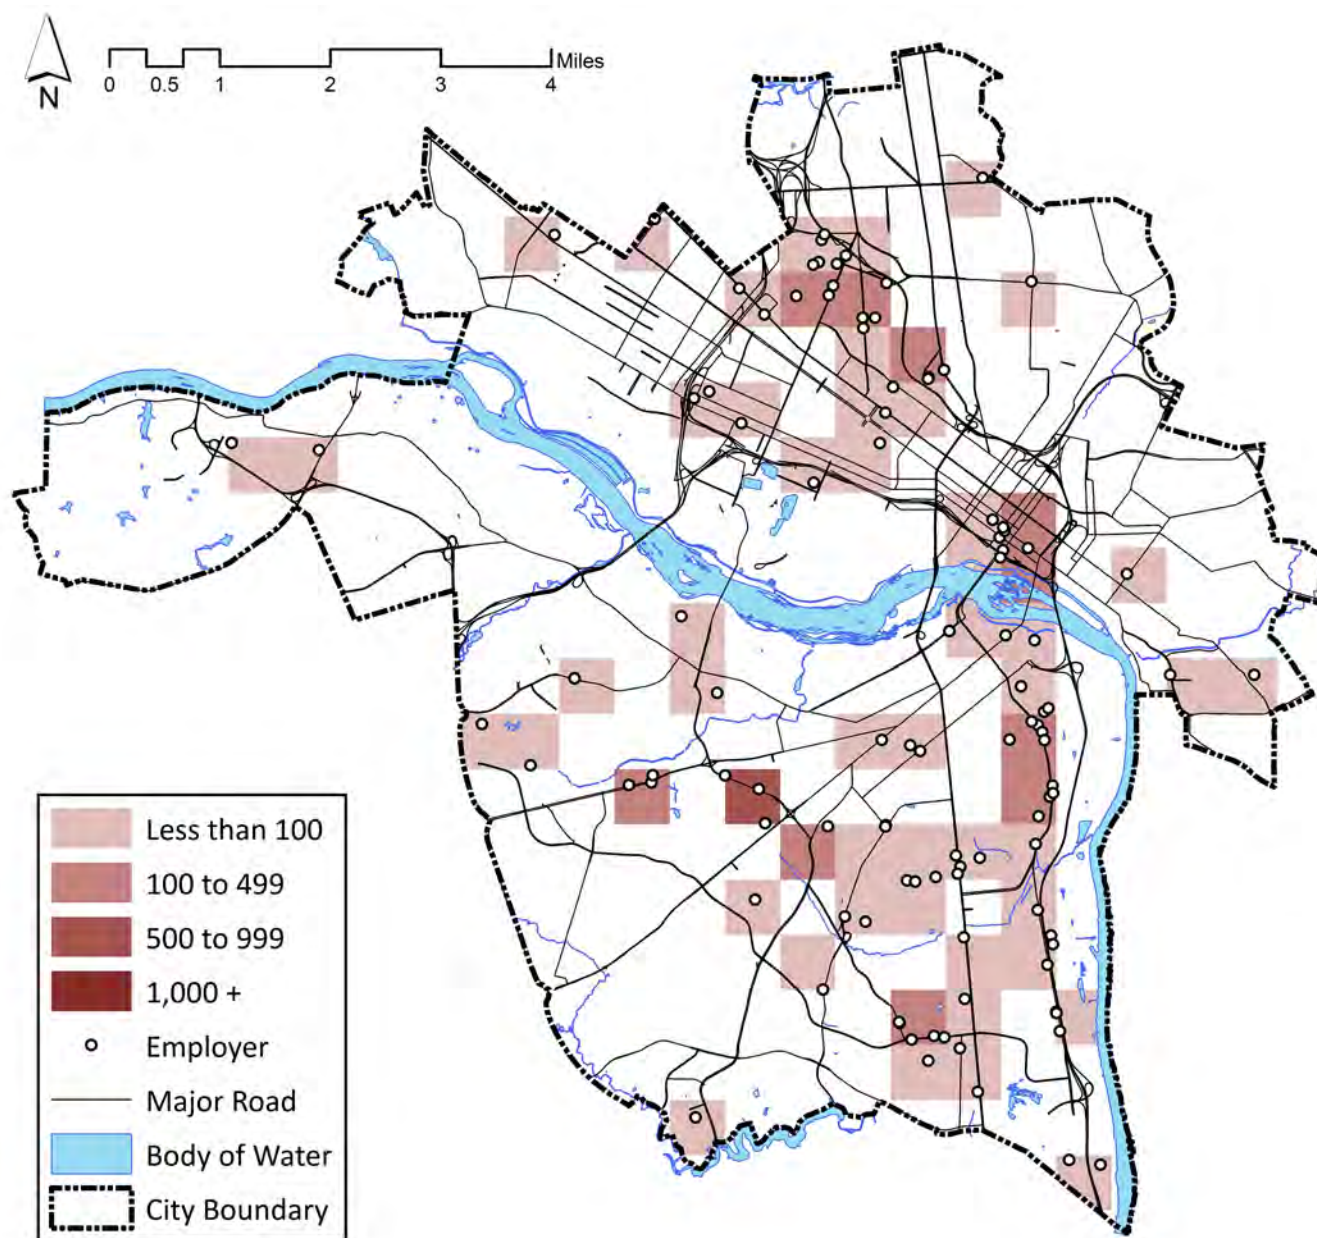 Miles
0 0.5 1 2 3 4
N
Less than 100
100 to 499
500 to 999
1,000 +
Employer
Major Road
Body of Water
City Boundary